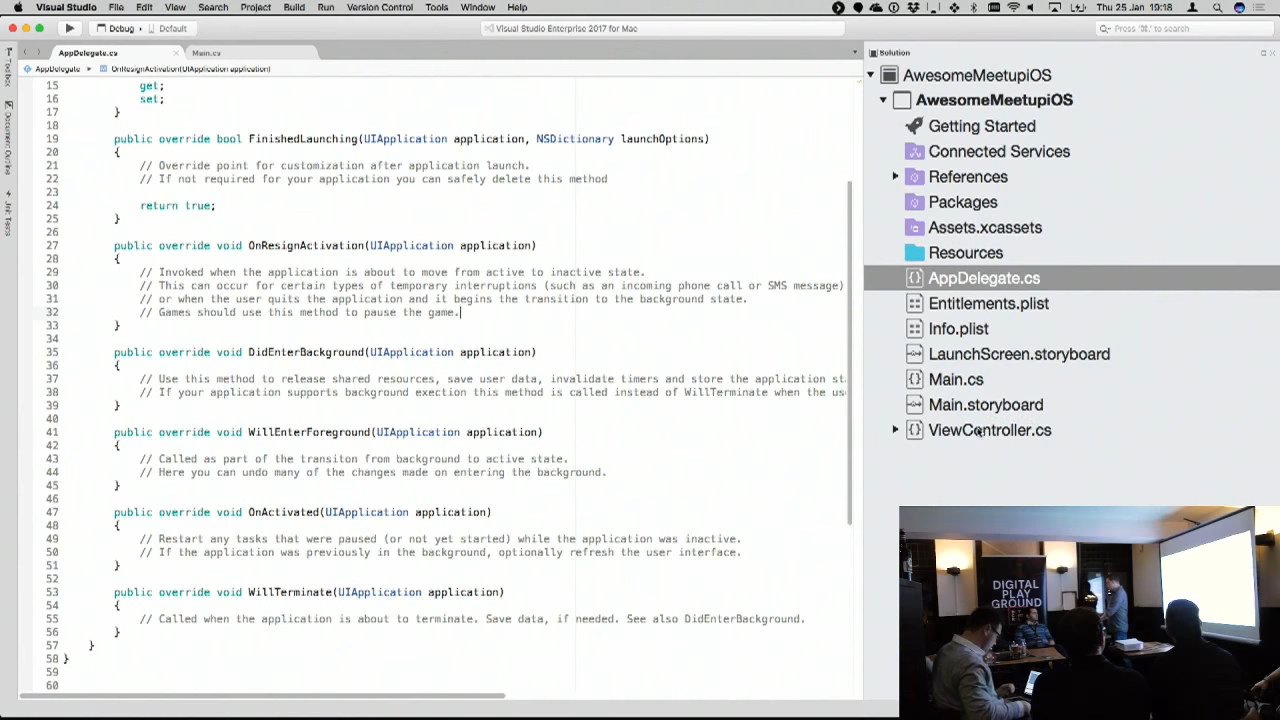 Visual Studio File Edit View Search Project Build Run Version Control Tools Window Help Thu 25 Jan 19:18
Debug Default Visual Studio Enterprise 2017 for Mac Press '⌘.' to search
AppDelegate.cs Main.cs
AppDelegate OnResignActivation(UIApplication application)
Toolbox
Document Outline
Unit Tests
15 get;
16 set;
17 }
18
19 public override bool FinishedLaunching(UIApplication application, NSDictionary launchOptions)
20 {
21 // Override point for customization after application launch.
22 // If not required for your application you can safely delete this method
23
24 return true;
25 }
26
27 public override void OnResignActivation(UIApplication application)
28 {
29 // Invoked when the application is about to move from active to inactive state.
30 // This can occur for certain types of temporary interruptions (such as an incoming phone call or SMS message)
31 // or when the user quits the application and it begins the transition to the background state.
32 // Games should use this method to pause the game.
33 }
34
35 public override void DidEnterBackground(UIApplication application)
36 {
37 // Use this method to release shared resources, save user data, invalidate timers and store the application sta
38 // If your application supports background exection this method is called instead of WillTerminate when the use
39 }
40
41 public override void WillEnterForeground(UIApplication application)
42 {
43 // Called as part of the transiton from background to active state.
44 // Here you can undo many of the changes made on entering the background.
45 }
46
47 public override void OnActivated(UIApplication application)
48 {
49 // Restart any tasks that were paused (or not yet started) while the application was inactive.
50 // If the application was previously in the background, optionally refresh the user interface.
51 }
52
53 public override void WillTerminate(UIApplication application)
54 {
55 // Called when the application is about to terminate. Save data, if needed. See also DidEnterBackground.
56 }
57 }
58 }
59
60
Solution
AwesomeMeetupiOS
AwesomeMeetupiOS
Getting Started
Connected Services
References
Packages
Assets.xcassets
Resources
AppDelegate.cs
Entitlements.plist
Info.plist
LaunchScreen.storyboard
Main.cs
Main.storyboard
ViewController.cs
DIGITAL
PLAY
GROUND